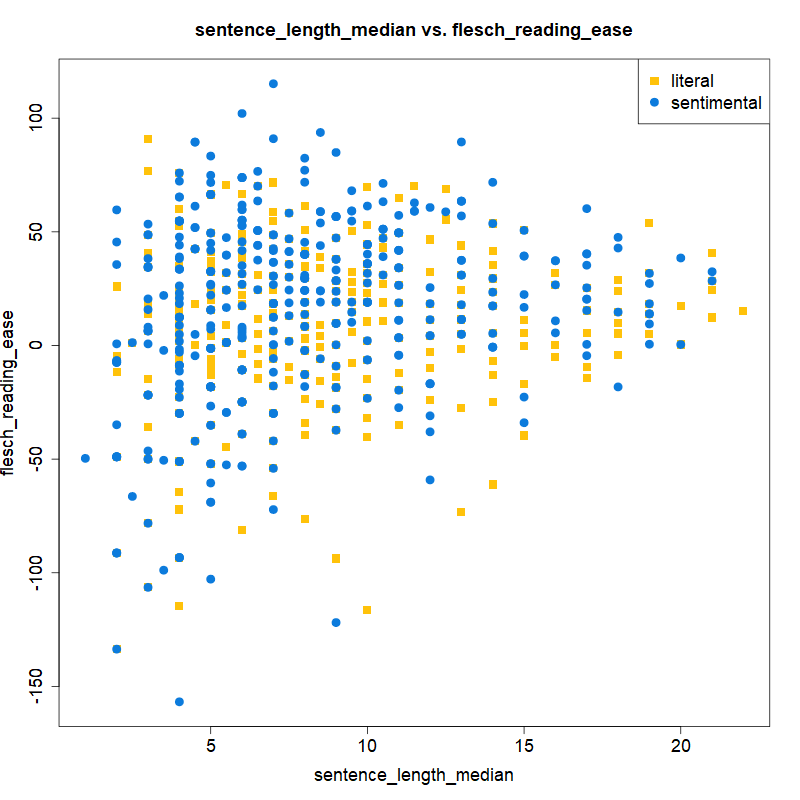 sentence_length_median vs. flesch_reading_ease
literal
sentimental
100
50
0
-50
-100
-150
flesch_reading_ease
5
10
15
20
sentence_length_median